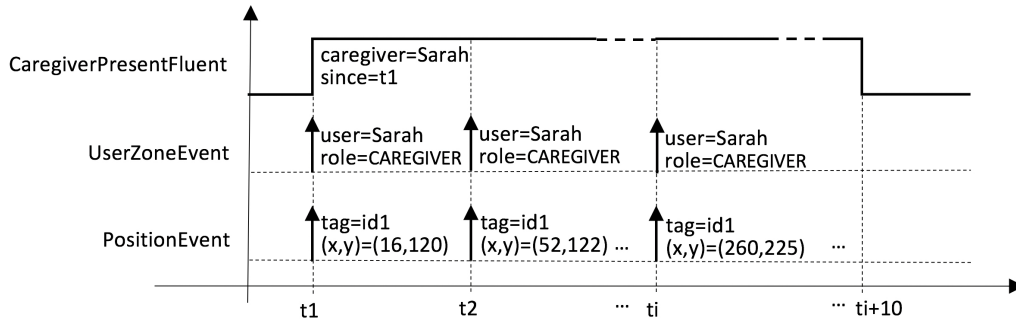 CaregiverPresentFluent
caregiver=Sarah
since=t1
UserZoneEvent
user=Sarah
role=CAREGIVER
user=Sarah
role=CAREGIVER
user=Sarah
role=CAREGIVER
PositionEvent
tag=id1
(x,y)=(16,120)
tag=id1
(x,y)=(52,122) ...
tag=id1
(x,y)=(260,225) ...
t1 t2 ... ti ... ti+10